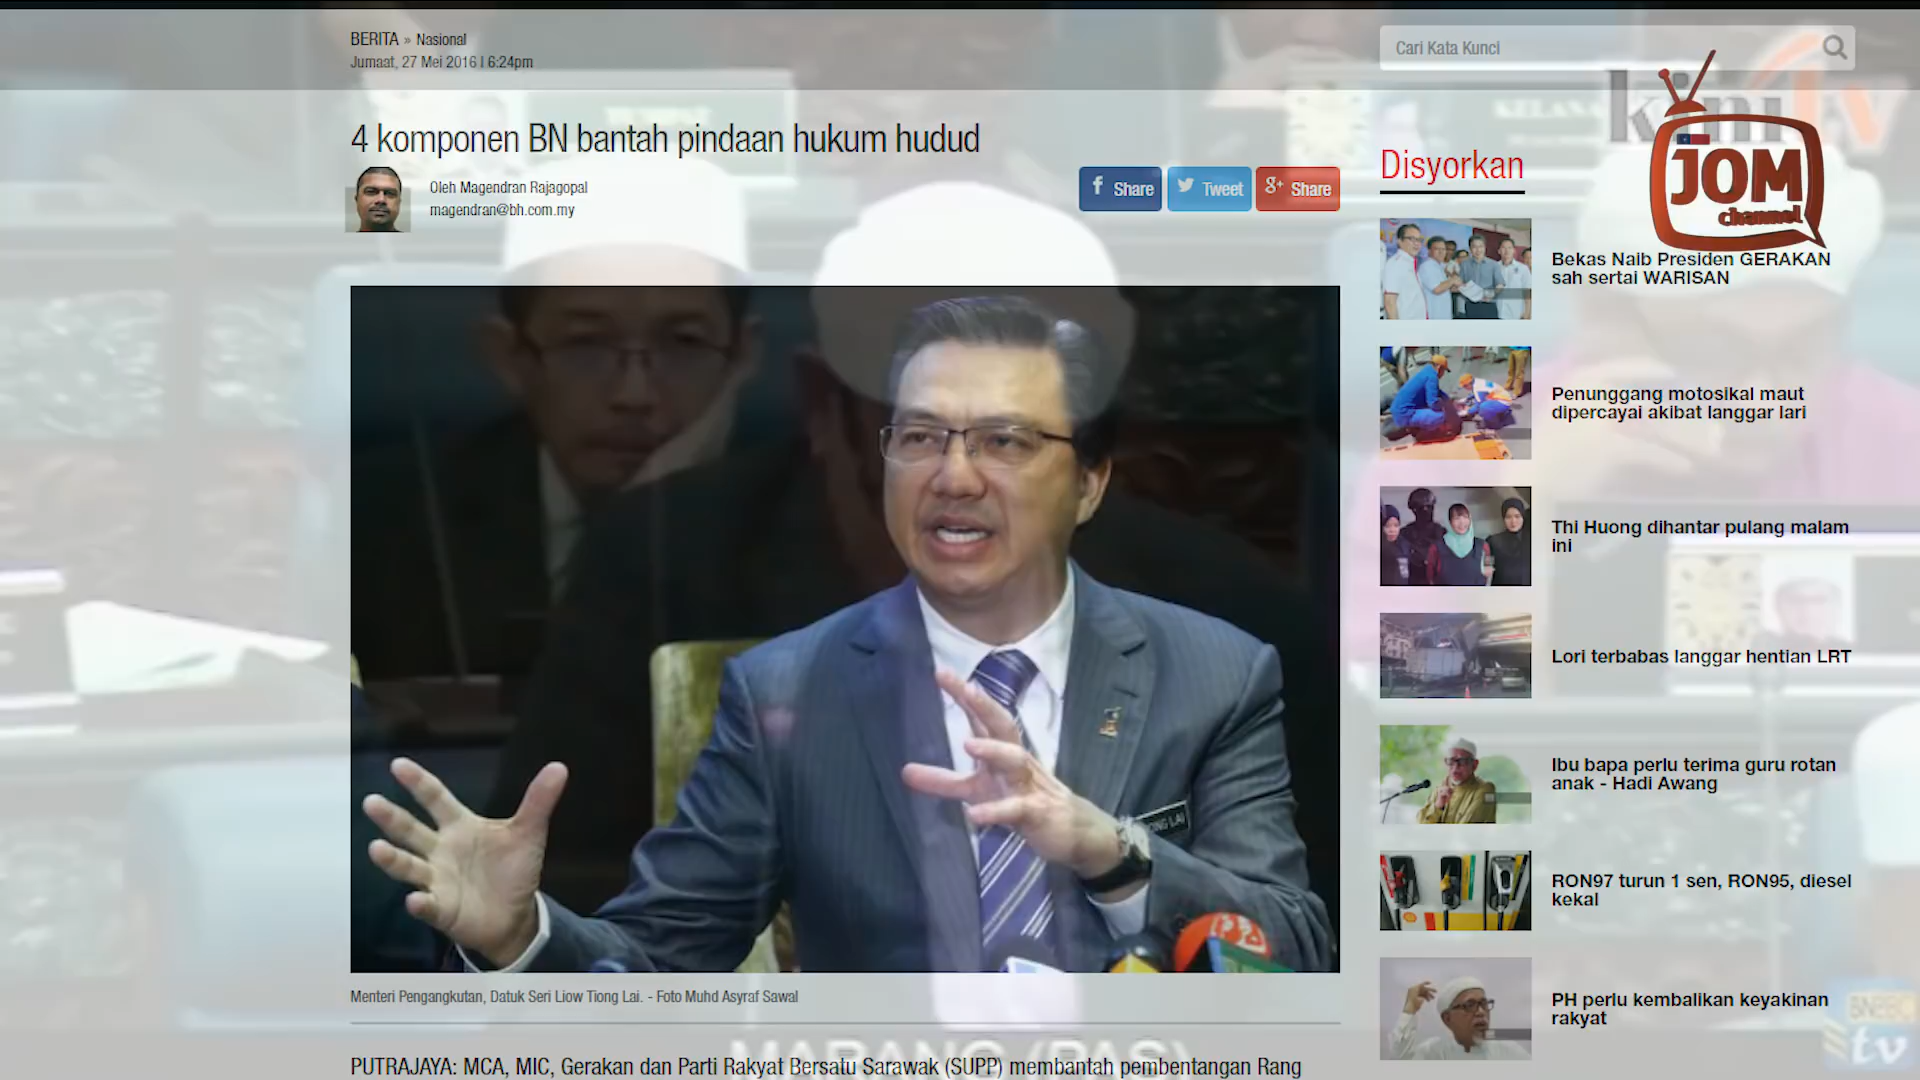 BERITA » Nasional
Jumaat, 27 Mei 2016 | 6:24pm
Cari Kata Kunci
kini tv
JOM
channel
4 komponen BN bantah pindaan hukum hudud
Oleh Magendran Rajagopal
magendran@bh.com.my
Share
Tweet
Share
Disyorkan
Bekas Naib Presiden GERAKAN
sah sertai WARISAN
Penunggang motosikal maut
dipercayai akibat langgar lari
Thi Huong dihantar pulang malam
ini
Lori terbabas langgar hentian LRT
Ibu bapa perlu terima guru rotan
anak - Hadi Awang
RON97 turun 1 sen, RON95, diesel
kekal
PH perlu kembalikan keyakinan
rakyat
Menteri Pengangkutan, Datuk Seri Liow Tiong Lai. - Foto Muhd Asyraf Sawal
MARANG (PAS)
PUTRAJAYA: MCA, MIC, Gerakan dan Parti Rakyat Bersatu Sarawak (SUPP) membantah pembentangan Rang
tv